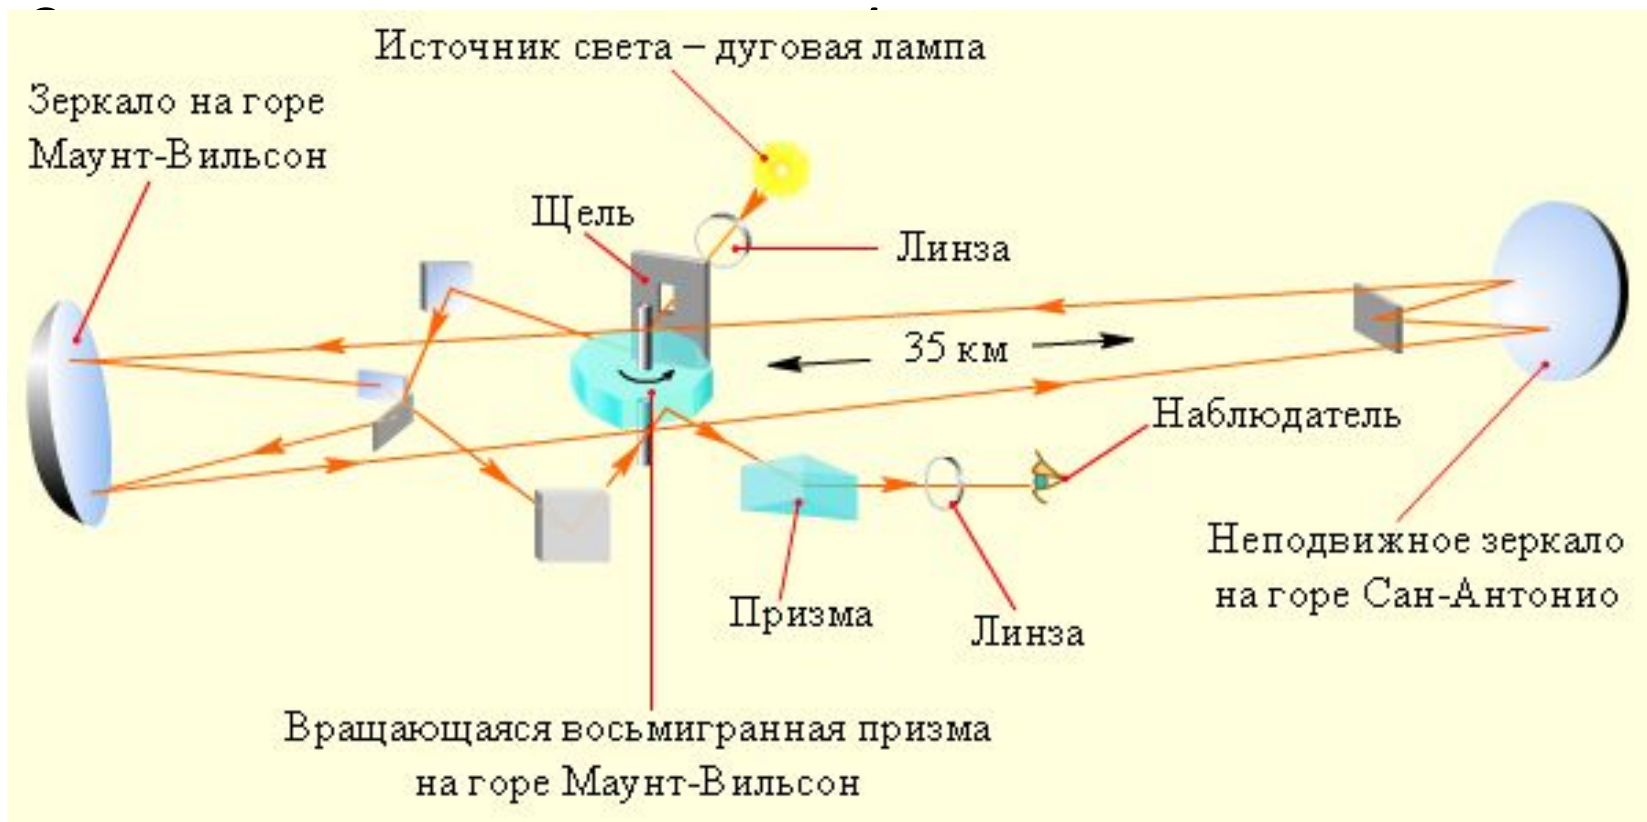 Источник света – дуговая лампа
Зеркало на горе
Маунт-Вильсон
Щель
Линза
35 км
Наблюдатель
Неподвижное зеркало
на горе Сан-Антонио
Призма
Линза
Вращающаяся восьмигранная призма
на горе Маунт-Вильсон